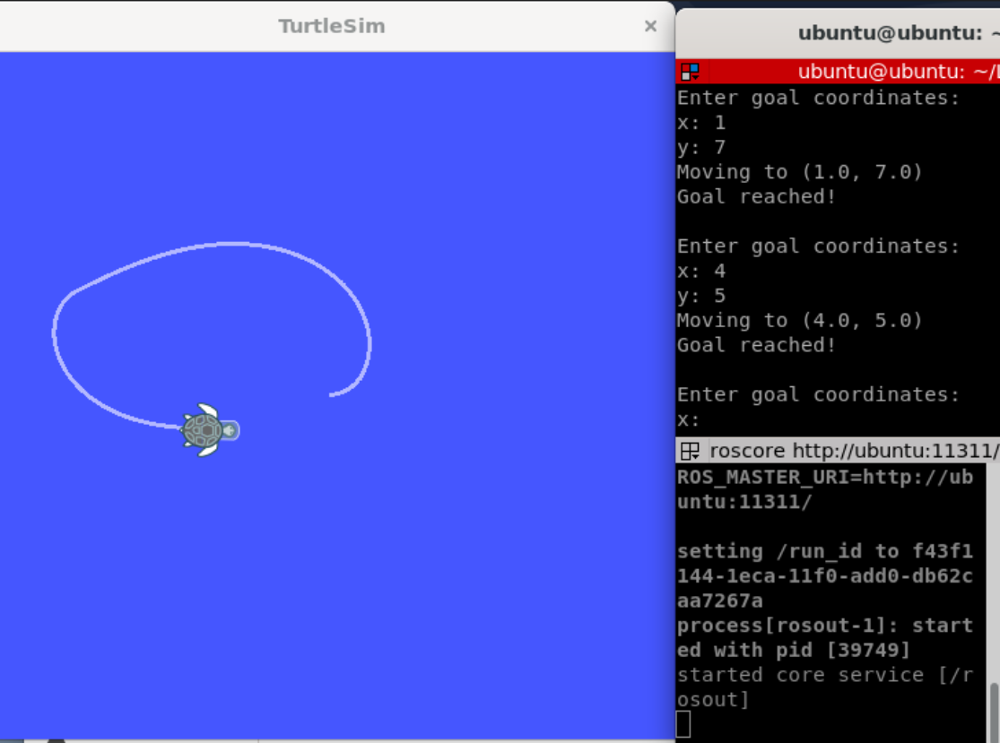 TurtleSim
ubuntu@ubuntu: ~
ubuntu@ubuntu: ~/
Enter goal coordinates:
x: 1
y: 7
Moving to (1.0, 7.0)
Goal reached!
Enter goal coordinates:
x: 4
y: 5
Moving to (4.0, 5.0)
Goal reached!
Enter goal coordinates:
x:
roscore http://ubuntu:11311/
ROS_MASTER_URI=http://ub
untu:11311/
setting /run_id to f43f1
144-1eca-11f0-add0-db62c
aa7267a
process[rosout-1]: start
ed with pid [39749]
started core service [/r
osout]